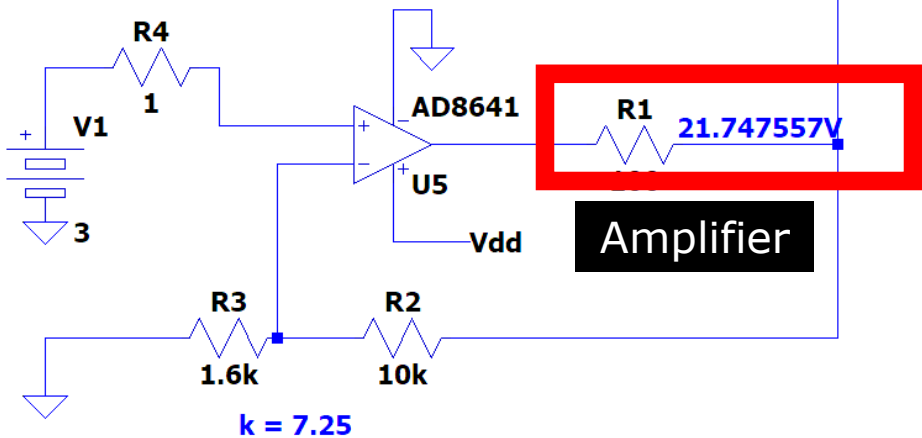 R4
1
V1
+
3
AD8641
+
−
−
+
U5
Vdd
R1
21.747557V
Amplifier
R3
1.6k
R2
10k
k = 7.25